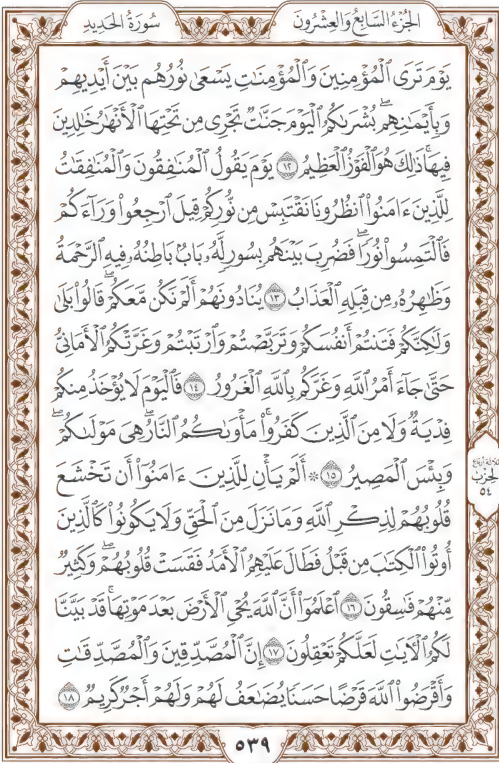 الجزء السابع والعشرون
سورة الحديد
يَوْمَ تَرَى ٱلْمُؤْمِنِينَ وَٱلْمُؤْمِنَٰتِ يَسْعَىٰ نُورُهُم بَيْنَ أَيْدِيهِمْ
وَبِأَيْمَٰنِهِم بُشْرَىٰكُمُ ٱلْيَوْمَ جَنَّٰتٌ تَجْرِى مِن تَحْتِهَا ٱلْأَنْهَٰرُ خَٰلِدِينَ
فِيهَا ۚ ذَٰلِكَ هُوَ ٱلْفَوْزُ ٱلْعَظِيمُ ١٢ يَوْمَ يَقُولُ ٱلْمُنَٰفِقُونَ وَٱلْمُنَٰفِقَٰتُ
لِلَّذِينَ ءَامَنُوا۟ ٱنظُرُونَا نَقْتَبِسْ مِن نُّورِكُمْ قِيلَ ٱرْجِعُوا۟ وَرَآءَكُمْ
فَٱلْتَمِسُوا۟ نُورًا ۖ فَضُرِبَ بَيْنَهُم بِسُورٍ لَّهُۥ بَابٌۢ بَاطِنُهُۥ فِيهِ ٱلرَّحْمَةُ
وَظَٰهِرُهُۥ مِن قِبَلِهِ ٱلْعَذَابُ ١٣ يُنَادُونَهُمْ أَلَمْ نَكُن مَّعَكُمْ ۖ قَالُوا۟ بَلَىٰ
وَلَٰكِنَّكُمْ فَتَنتُمْ أَنفُسَكُمْ وَتَرَبَّصْتُمْ وَٱرْتَبْتُمْ وَغَرَّتْكُمُ ٱلْأَمَانِىُّ
حَتَّىٰ جَآءَ أَمْرُ ٱللَّهِ وَغَرَّكُم بِٱللَّهِ ٱلْغَرُورُ ١٤ فَٱلْيَوْمَ لَا يُؤْخَذُ مِنكُمْ
فِدْيَةٌ وَلَا مِنَ ٱلَّذِينَ كَفَرُوا۟ ۚ مَأْوَىٰكُمُ ٱلنَّارُ ۖ هِىَ مَوْلَىٰكُمْ ۖ
وَبِئْسَ ٱلْمَصِيرُ ١٥ ۞ أَلَمْ يَأْنِ لِلَّذِينَ ءَامَنُوٓا۟ أَن تَخْشَعَ
قُلُوبُهُمْ لِذِكْرِ ٱللَّهِ وَمَا نَزَلَ مِنَ ٱلْحَقِّ وَلَا يَكُونُوا۟ كَٱلَّذِينَ
أُوتُوا۟ ٱلْكِتَٰبَ مِن قَبْلُ فَطَالَ عَلَيْهِمُ ٱلْأَمَدُ فَقَسَتْ قُلُوبُهُمْ ۖ وَكَثِيرٌ
مِّنْهُمْ فَٰسِقُونَ ١٦ ٱعْلَمُوٓا۟ أَنَّ ٱللَّهَ يُحْىِ ٱلْأَرْضَ بَعْدَ مَوْتِهَا ۚ قَدْ بَيَّنَّا
لَكُمُ ٱلْءَايَٰتِ لَعَلَّكُمْ تَعْقِلُونَ ١٧ إِنَّ ٱلْمُصَّدِّقِينَ وَٱلْمُصَّدِّقَٰتِ
وَأَقْرَضُوا۟ ٱللَّهَ قَرْضًا حَسَنًا يُضَٰعَفُ لَهُمْ وَلَهُمْ أَجْرٌ كَرِيمٌ ١٨
ثلاثة أرباع
الحزب
٥٤
٥٣٩